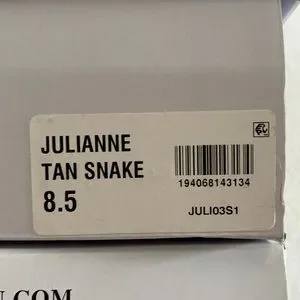 JULIANNE
TAN SNAKE
8.5
194068143134
JULI03S1
.COM